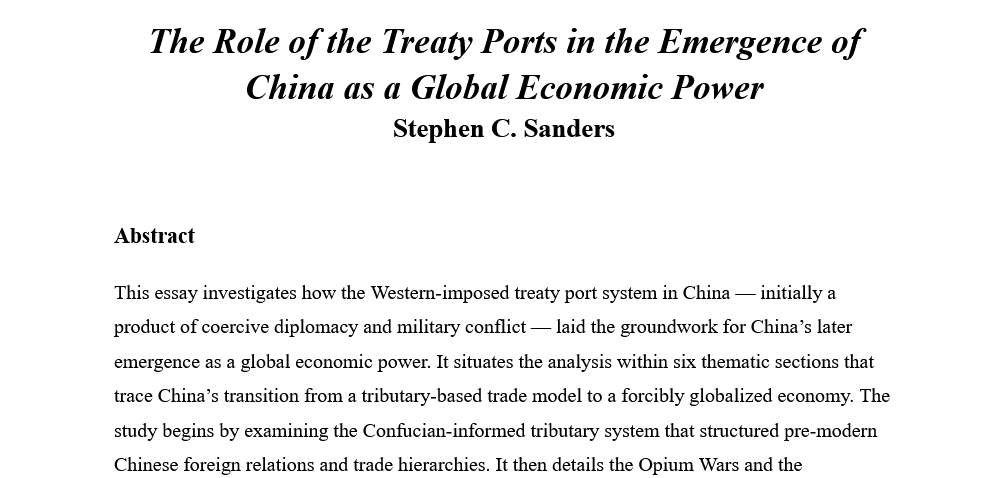 The Role of the Treaty Ports in the Emergence of
China as a Global Economic Power
Stephen C. Sanders
Abstract
This essay investigates how the Western-imposed treaty port system in China — initially a
product of coercive diplomacy and military conflict — laid the groundwork for China’s later
emergence as a global economic power. It situates the analysis within six thematic sections that
trace China’s transition from a tributary-based trade model to a forcibly globalized economy. The
study begins by examining the Confucian-informed tributary system that structured pre-modern
Chinese foreign relations and trade hierarchies. It then details the Opium Wars and the